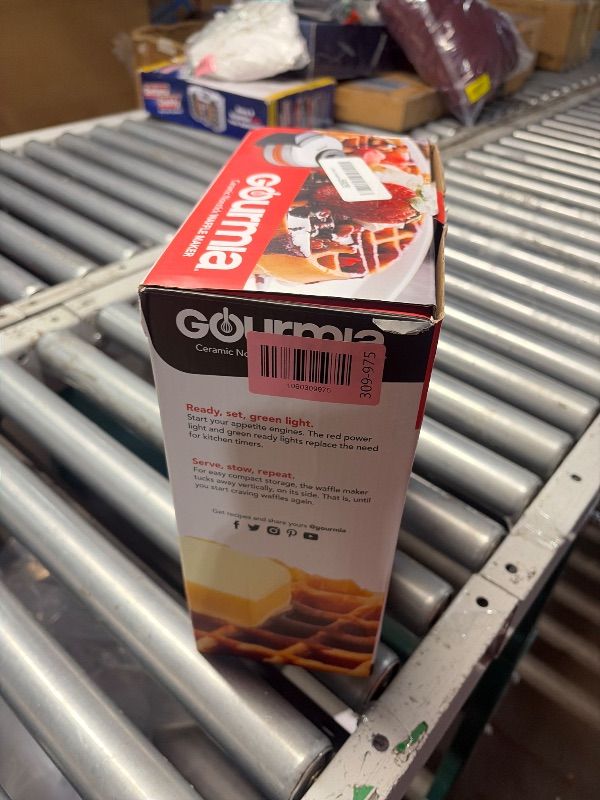 GOurmia
Ceramic Nonstick WAFFLE MAKER
GOurmia
Ceramic No
1060309975
309-975
Ready, set, green light.
Start your appetite engines. The red power
light and green ready lights replace the need
for kitchen timers.
Serve, stow, repeat.
For easy compact storage, the waffle maker
tucks away vertically, on its side. That is, until
you start craving waffles again.
Get recipes and share yours @gourmia